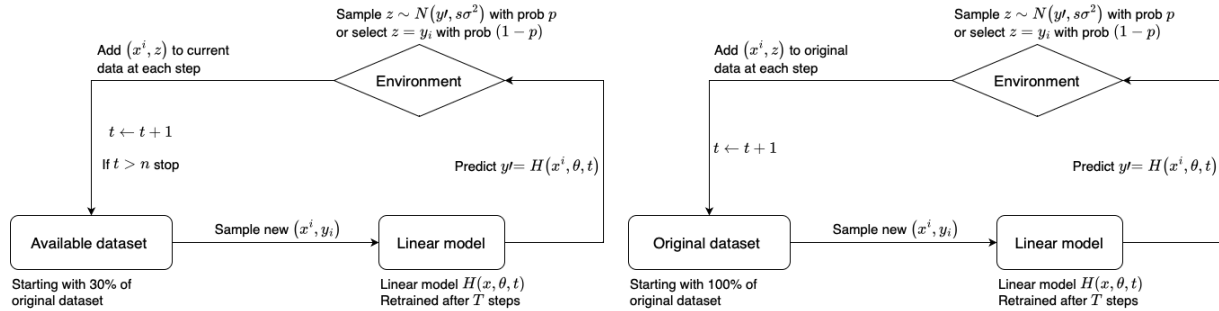 Sample z ∼ N(y′, sσ²) with prob p
or select z = yᵢ with prob (1 − p)
Add (xⁱ, z) to current
data at each step
Environment
t ← t + 1
If t > n stop
Predict y′= H(xⁱ, θ, t)
Available dataset
Sample new (xⁱ, yᵢ)
Linear model
Starting with 30% of
original dataset
Linear model H(x, θ, t)
Retrained after T steps
Sample z ∼ N(y′, sσ²) with prob p
or select z = yᵢ with prob (1 − p)
Add (xⁱ, z) to original
data at each step
Environment
t ← t + 1
Predict y′= H(xⁱ, θ, t)
Original dataset
Sample new (xⁱ, yᵢ)
Linear model
Starting with 100% of
original dataset
Linear model H(x, θ, t)
Retrained after T steps